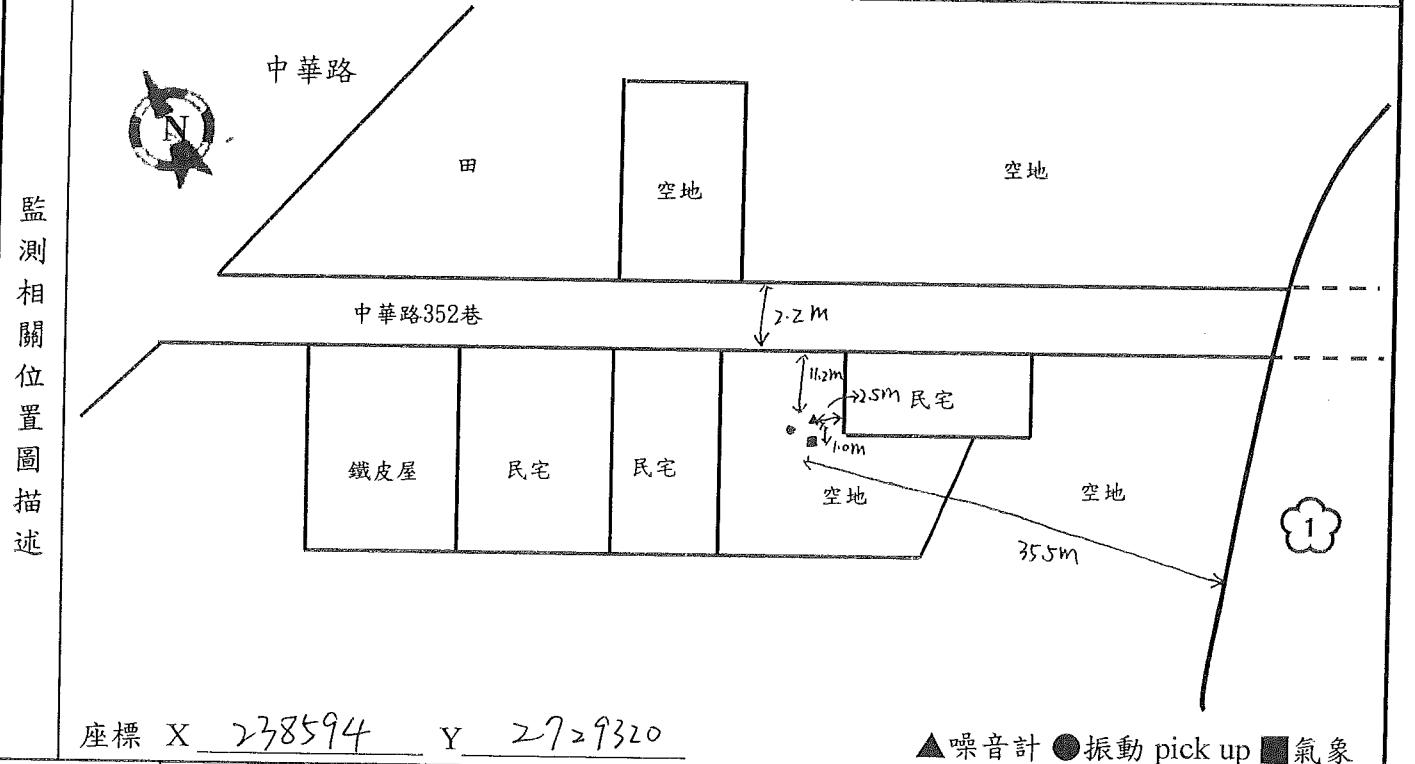 監測相關位置圖描述
中華路
N
田
空地
空地
中華路352巷
7.2m
11.2m
2.5m
民宅
1.0m
鐵皮屋
民宅
民宅
空地
空地
1
座標 X 238594 Y 2729320
▲噪音計 ●振動 pick up ■氣象